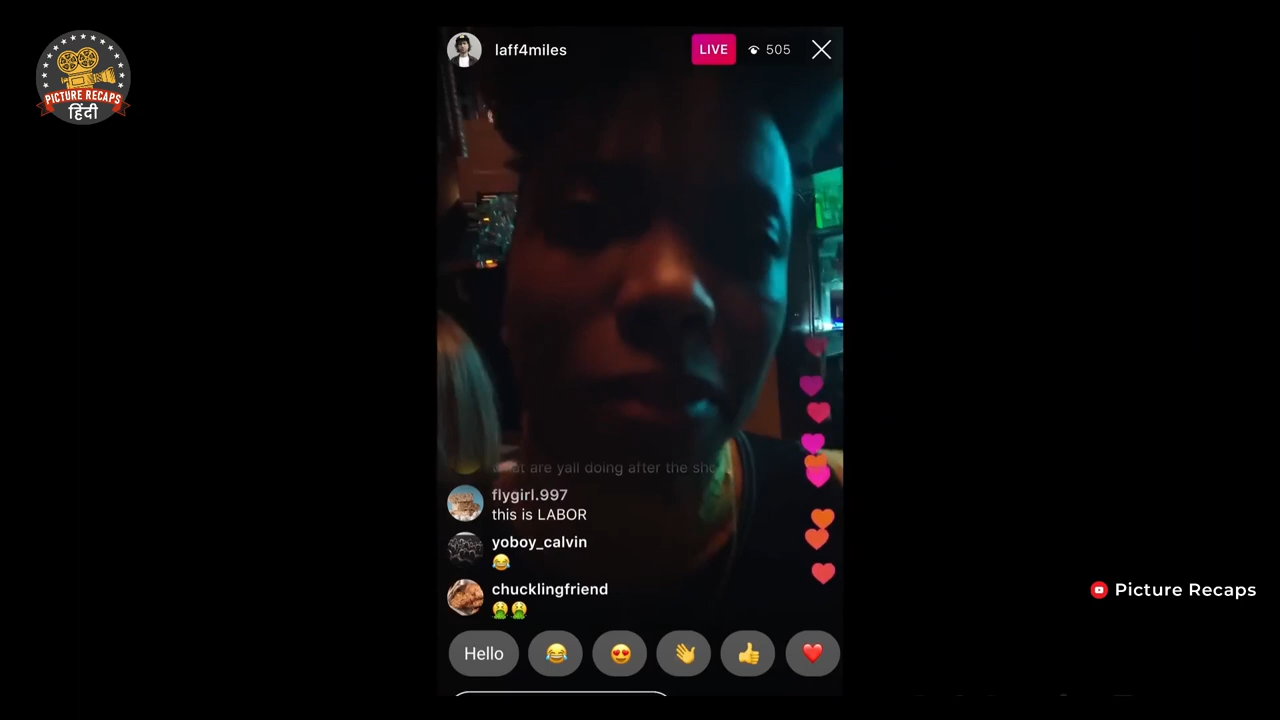 PICTURE RECAPS
हिंदी
laff4miles
LIVE
505
are yall doing after the
flygirl.997
this is LABOR
yoboy_calvin
😂
chucklingfriend
🤮🤮
Hello 😂 😍 👋 👍 ❤️
Picture Recaps